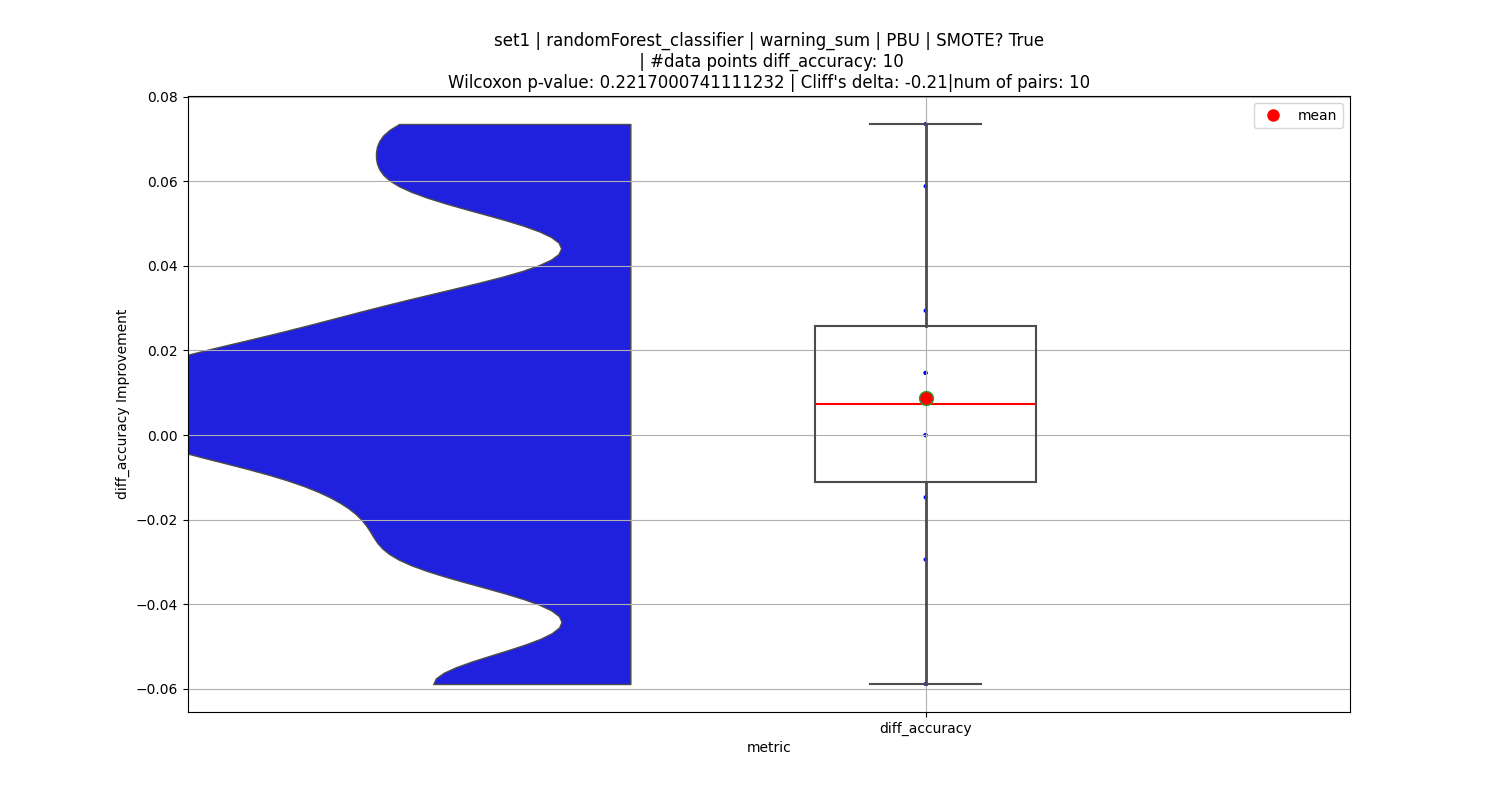 set1 | randomForest_classifier | warning_sum | PBU | SMOTE? True
| #data points diff_accuracy: 10
Wilcoxon p-value: 0.2217000741111232 | Cliff's delta: -0.21|num of pairs: 10
0.08
mean
0.06
0.04
0.02
0.00
−0.02
−0.04
−0.06
diff_accuracy Improvement
diff_accuracy
metric